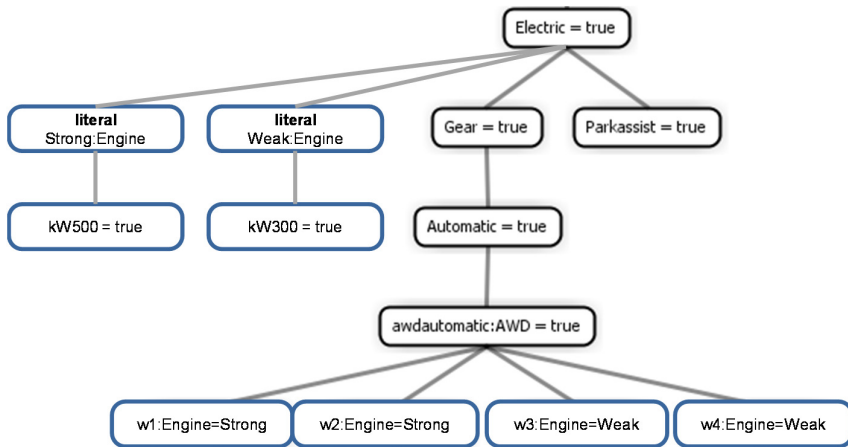 Electric = true
literal
Strong:Engine
literal
Weak:Engine
Gear = true
Parkassist = true
kW500 = true
kW300 = true
Automatic = true
awdautomatic:AWD = true
w1:Engine=Strong
w2:Engine=Strong
w3:Engine=Weak
w4:Engine=Weak